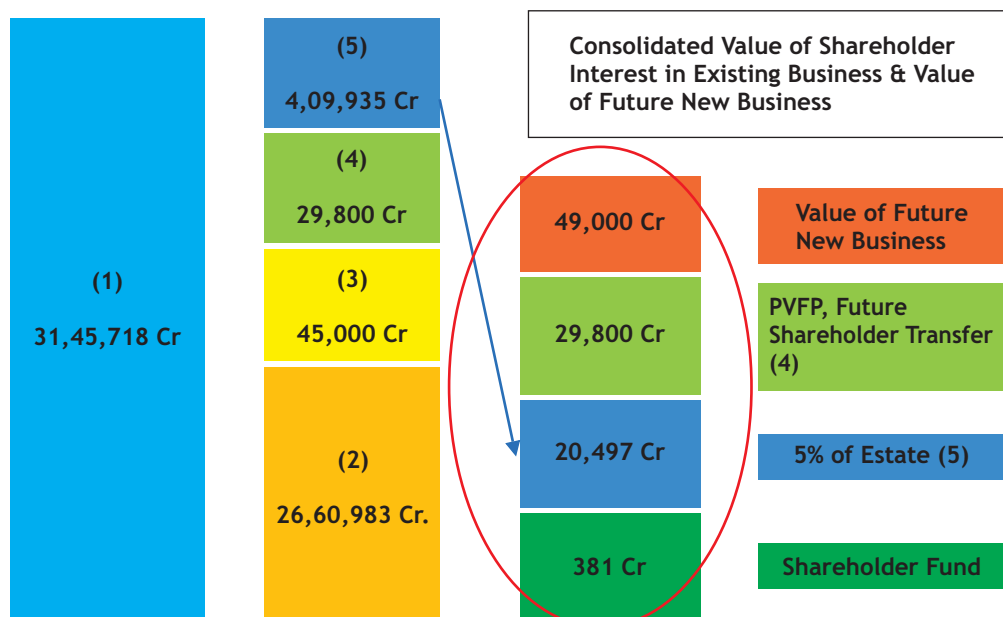 (1)
31,45,718 Cr
(5)
4,09,935 Cr
(4)
29,800 Cr
(3)
45,000 Cr
(2)
26,60,983 Cr.
Consolidated Value of Shareholder
Interest in Existing Business & Value
of Future New Business
49,000 Cr
29,800 Cr
20,497 Cr
381 Cr
Value of Future
New Business
PVFP, Future
Shareholder Transfer
(4)
5% of Estate (5)
Shareholder Fund